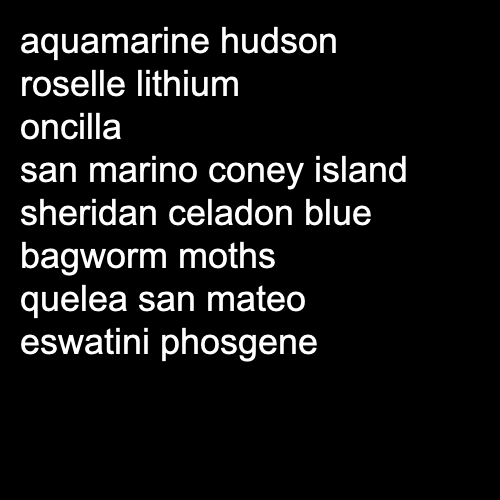 aquamarine hudson
roselle lithium
oncilla
san marino coney island
sheridan celadon blue
bagworm moths
quelea san mateo
eswatini phosgene